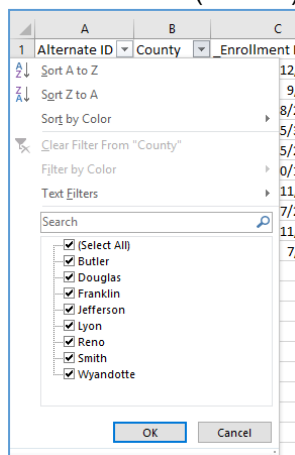 A B C
1 Alternate ID County _Enrollment
Sort A to Z
Sort Z to A
Sort by Color
Clear Filter From "County"
Filter by Color
Text Filters
Search
(Select All)
Butler
Douglas
Franklin
Jefferson
Lyon
Reno
Smith
Wyandotte
OK Cancel